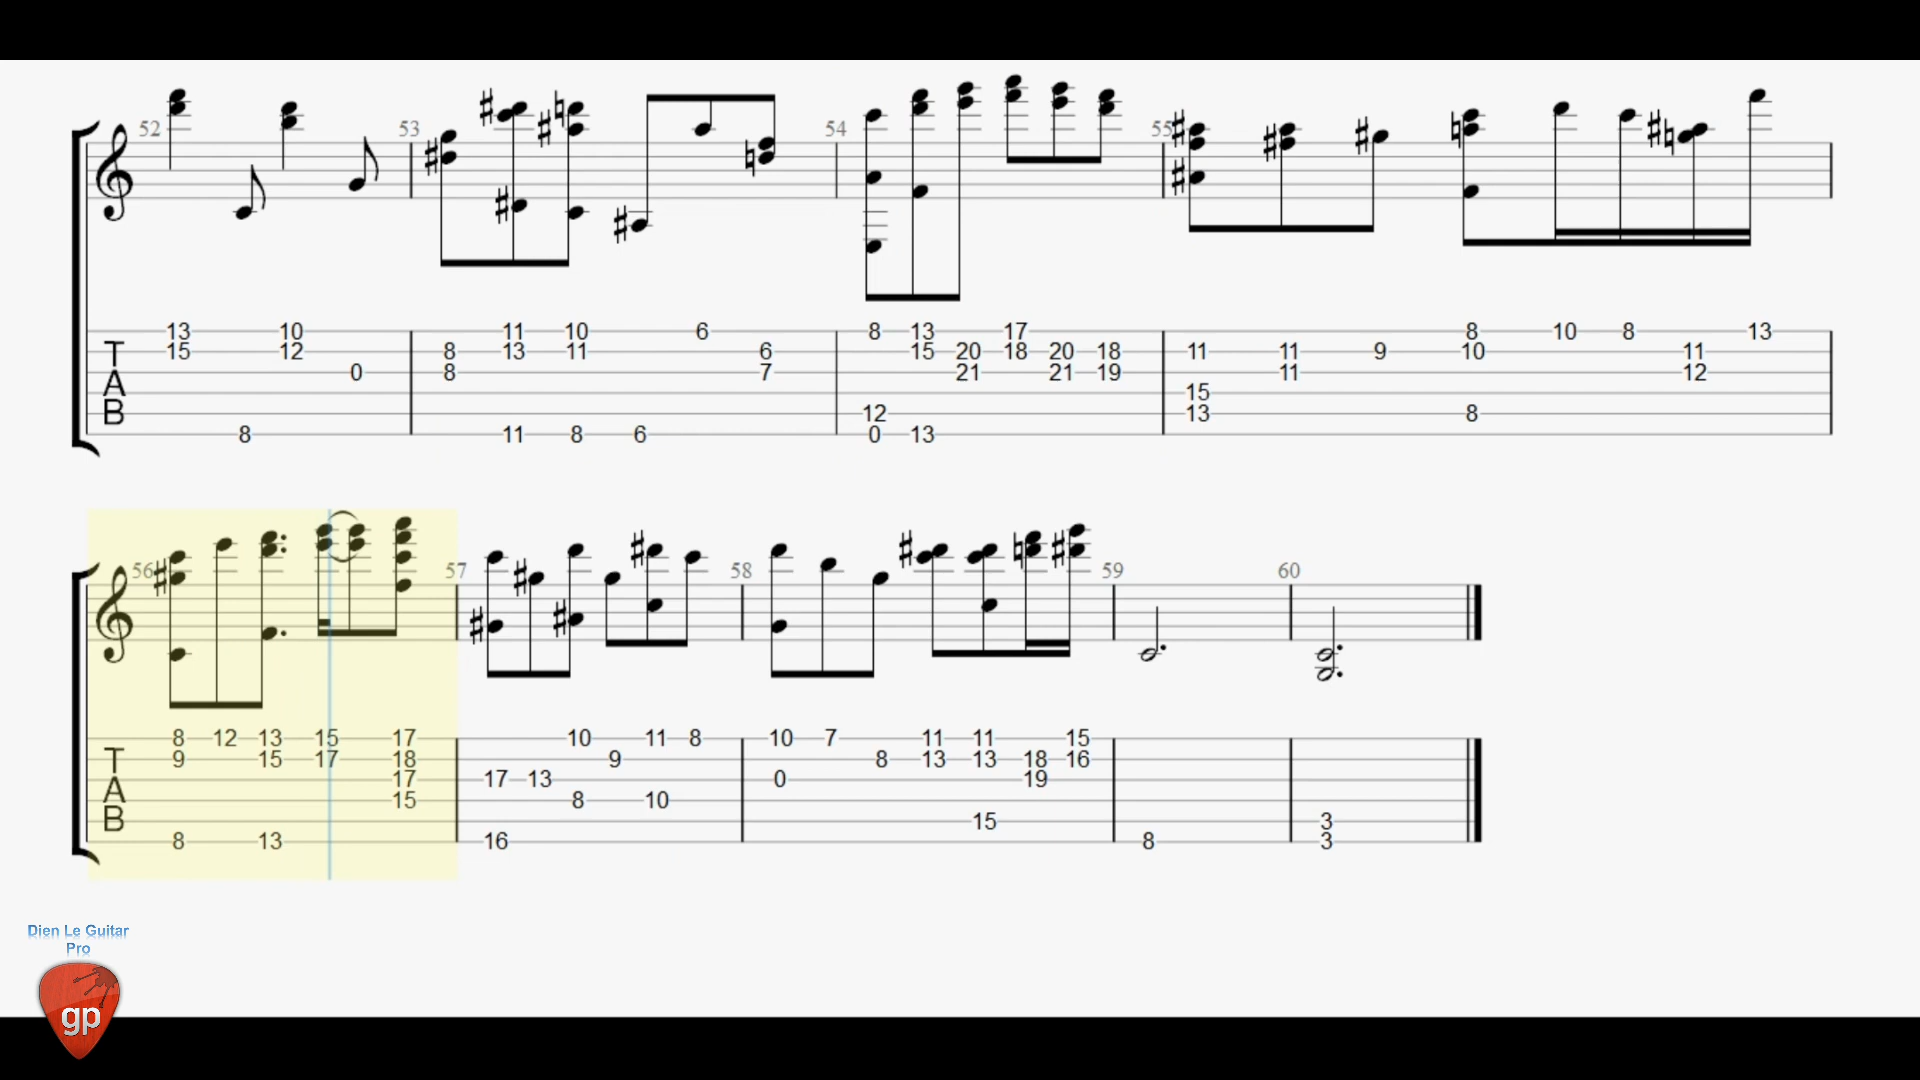 52 53 54 55
13 10 11 10 6 8 13 17 8 10 8 13
T 15 12 8 13 11 6 15 20 18 20 18 11 11 9 10 11
A 0 8 7 21 21 19 11 12
15
B 12 13 8
8 11 8 6 0 13
56 57 58 59 60
8 12 13 15 17 10 11 8 10 7 11 11 15
T 9 15 17 18 9 8 13 13 18 16
A 17 17 13 0 19
15 8 10
B 15 3
8 13 16 8 3
Dien Le Guitar
Pro
gp